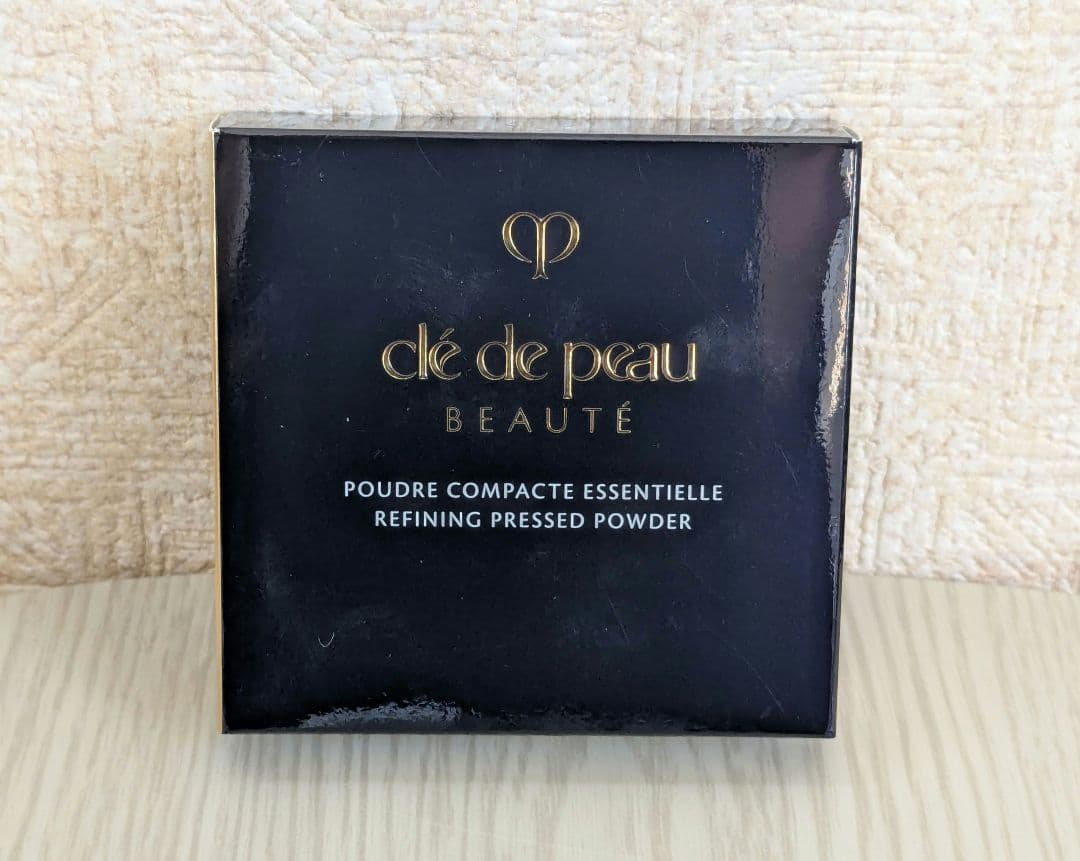 clé de peau
BEAUTÉ
POUDRE COMPACTE ESSENTIELLE
REFINING PRESSED POWDER